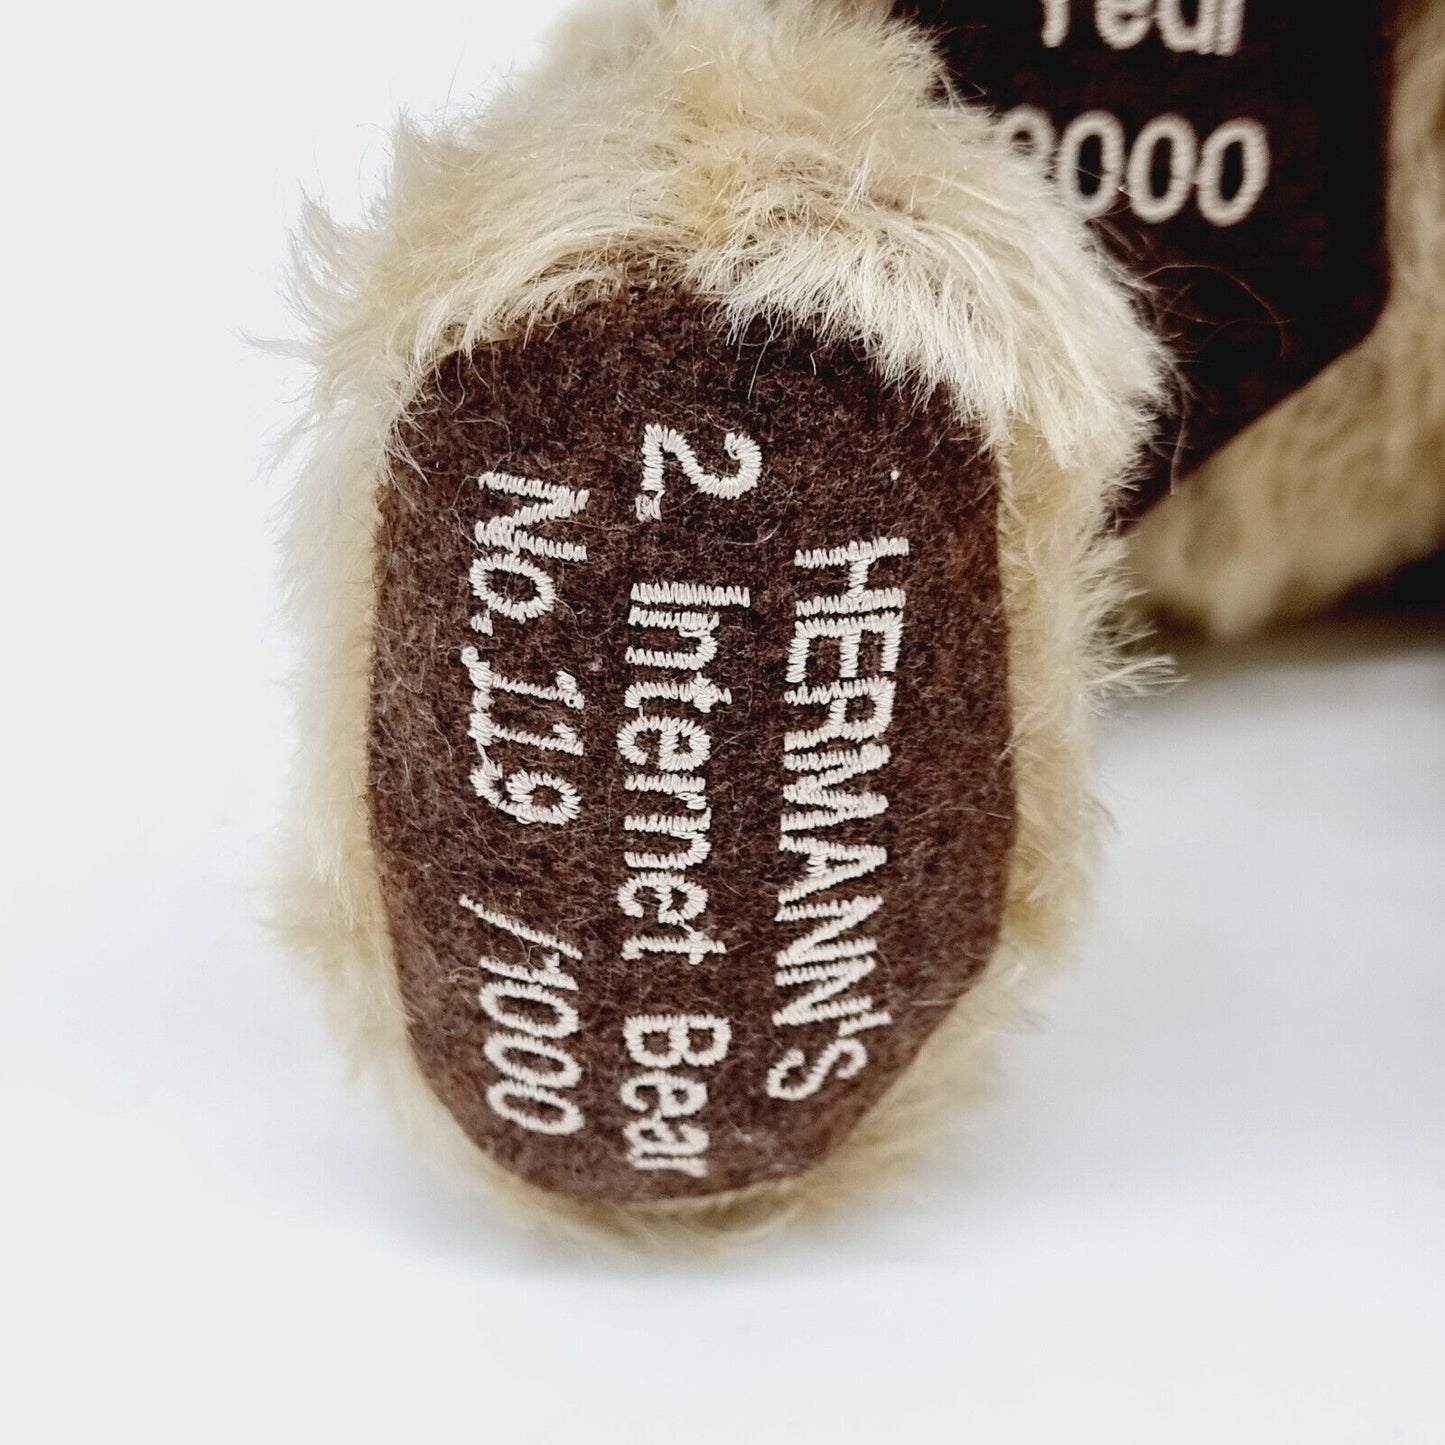 Year
2000
HERMANN'S
2. Internet Bear
No. 119 /1000